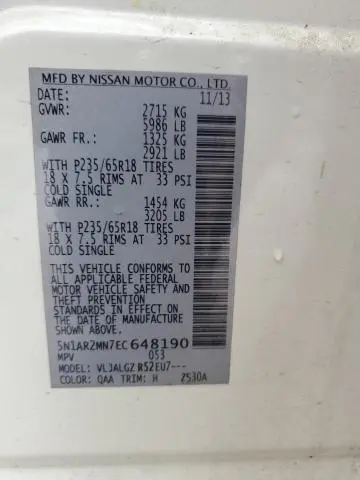 MFD BY NISSAN MOTOR CO., LTD.
DATE: 11/13
GVWR: 2715 KG
5986 LB
GAWR FR.: 1325 KG
2921 LB
WITH P235/65R18 TIRES
18 X 7.5 RIMS AT 33 PSI
COLD SINGLE
GAWR RR.: 1454 KG
3205 LB
WITH P235/65R18 TIRES
18 X 7.5 RIMS AT 33 PSI
COLD SINGLE
THIS VEHICLE CONFORMS TO
ALL APPLICABLE FEDERAL
MOTOR VEHICLE SAFETY AND
THEFT PREVENTION
STANDARDS IN EFFECT ON THE
DATE OF MANUFACTURE SHOWN
ABOVE.
5N1AR2MN7EC648190
MPV 053
MODEL: VLJALGZ R52EU7---
COLOR: QAA TRIM: H 2530A